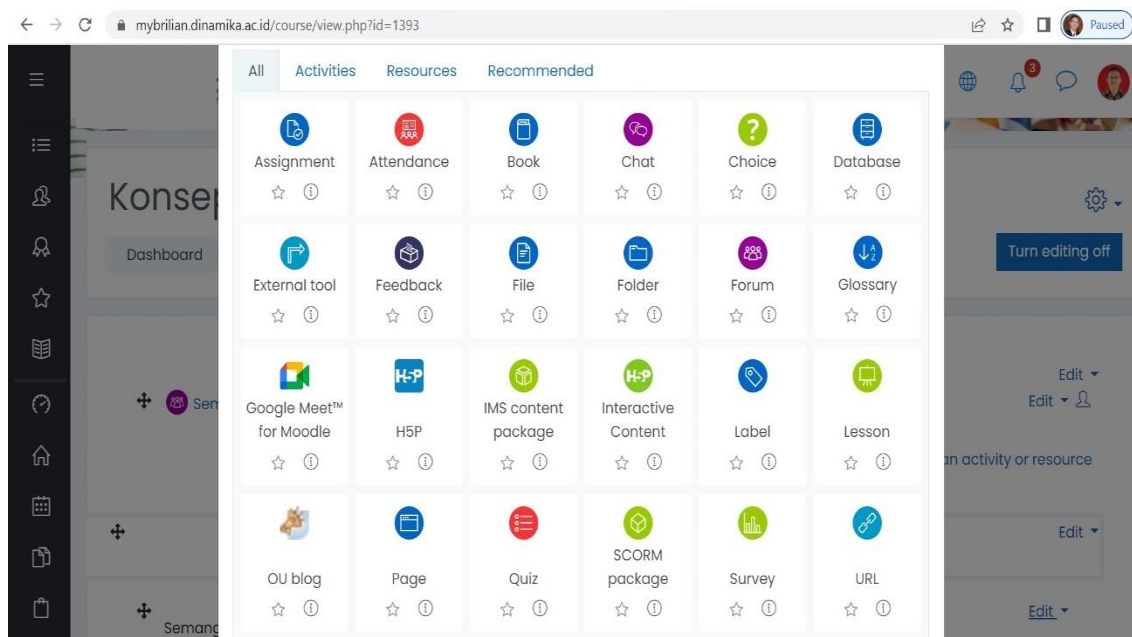 mybrilian.dinamika.ac.id/course/view.php?id=1393
Paused
All Activities Resources Recommended
3
Assignment Attendance Book Chat Choice Database
Konsep
Dashboard
Turn editing off
External tool Feedback File Folder Forum Glossary
Edit
Sem
Edit
Google Meet™ for Moodle
H5P
H5P
IMS content package
H5P
Interactive Content
Label
Lesson
an activity or resource
Edit
OU blog
Page
Quiz
SCORM package
Survey
URL
Semang
Edit